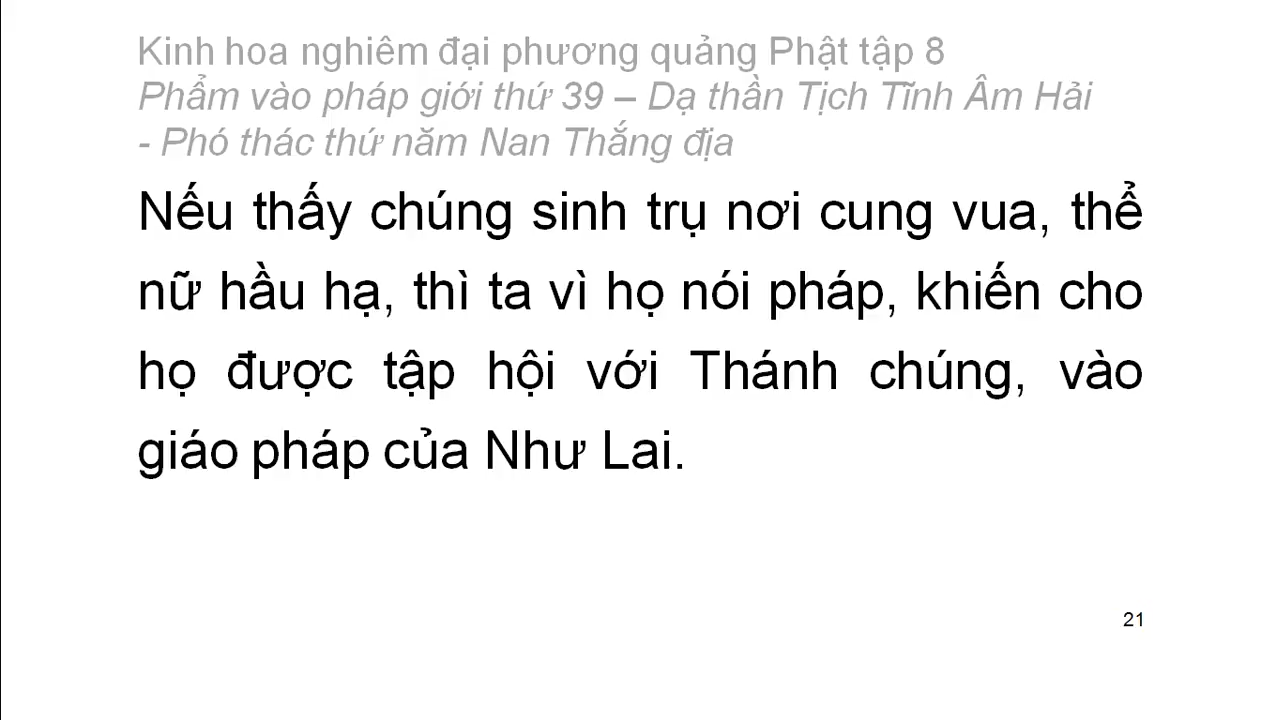 Kinh hoa nghiêm đại phương quảng Phật tập 8
Phẩm vào pháp giới thứ 39 – Dạ thần Tịch Tĩnh Âm Hải
- Phó thác thứ năm Nan Thắng địa
Nếu thấy chúng sinh trụ nơi cung vua, thể
nữ hầu hạ, thì ta vì họ nói pháp, khiến cho
họ được tập hội với Thánh chúng, vào
giáo pháp của Như Lai.
21